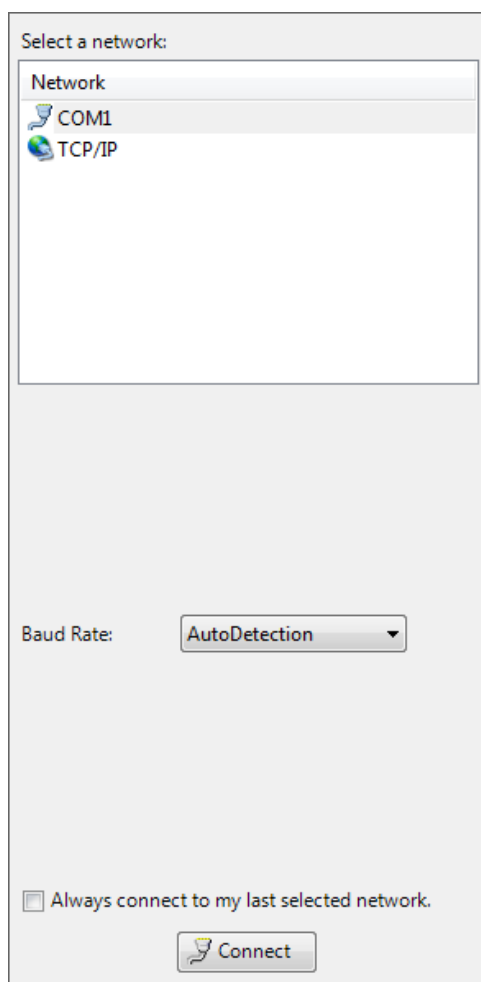 Select a network:
Network
COM1
TCP/IP
Baud Rate: AutoDetection
Always connect to my last selected network.
Connect